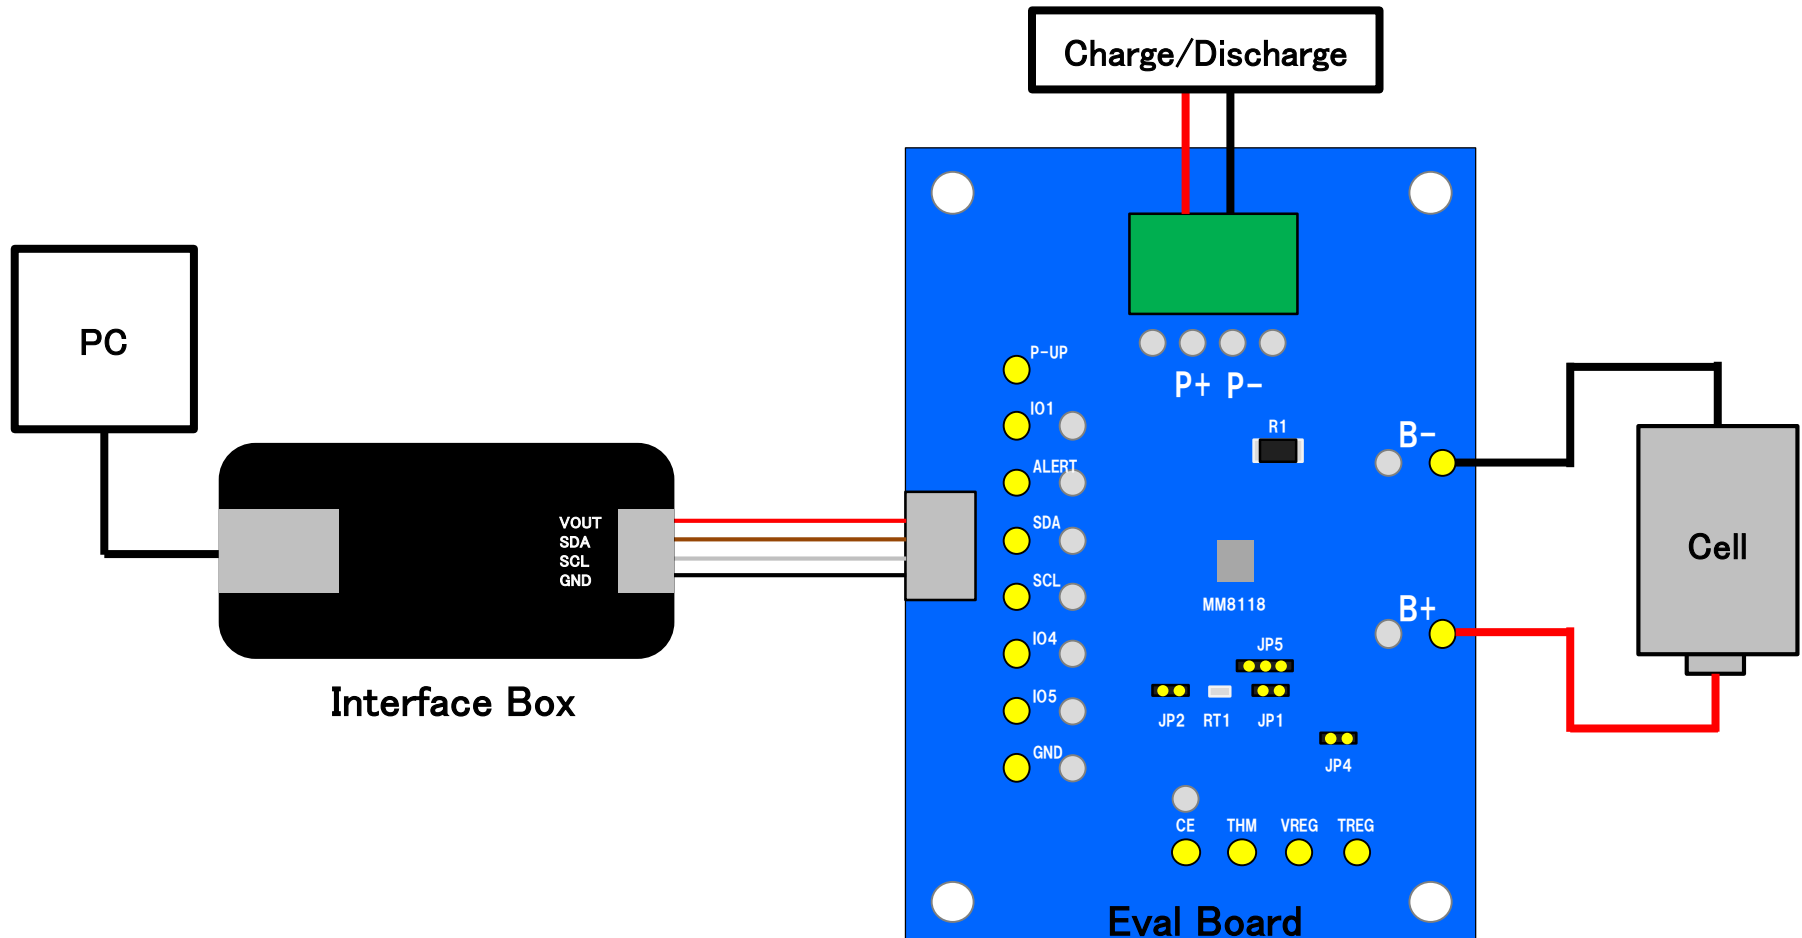 Charge/Discharge
PC
VOUT
SDA
SCL
GND
Interface Box
P-UP
IO1
ALERT
SDA
SCL
IO4
IO5
GND
P+ P-
R1
B-
MM8118
B+
JP5
JP2 RT1 JP1
JP4
CE THM VREG TREG
Eval Board
Cell